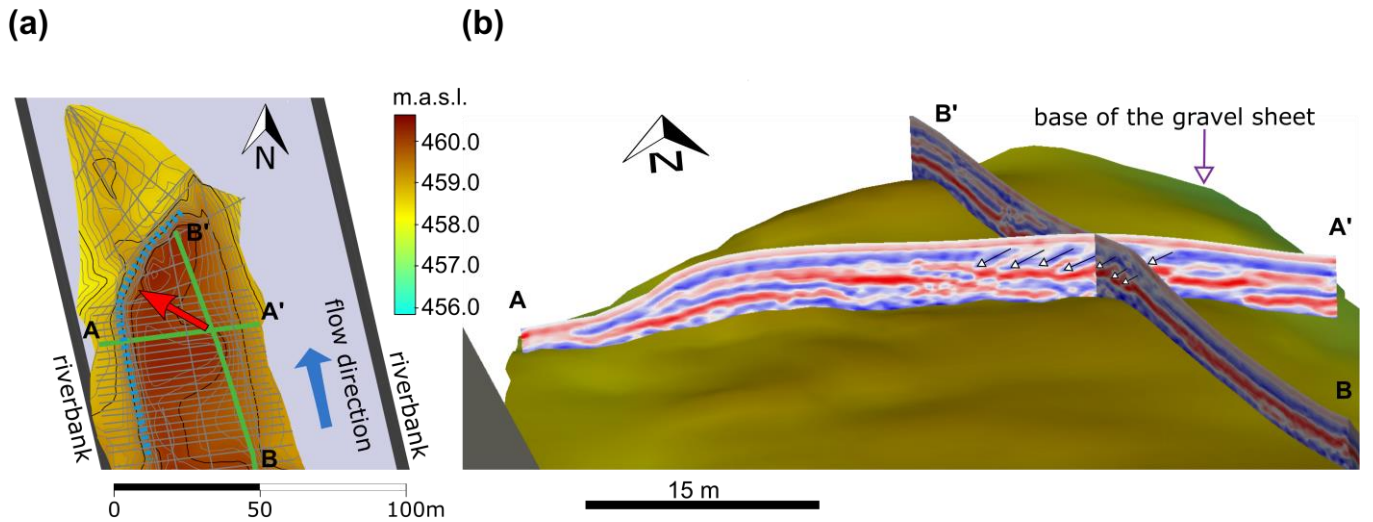 (a)
(b)
N
m.a.s.l.
460.0
459.0
458.0
457.0
456.0
A
A'
B
B'
riverbank
flow direction
riverbank
0 50 100m
N
B'
base of the gravel sheet
A'
A
B
15 m